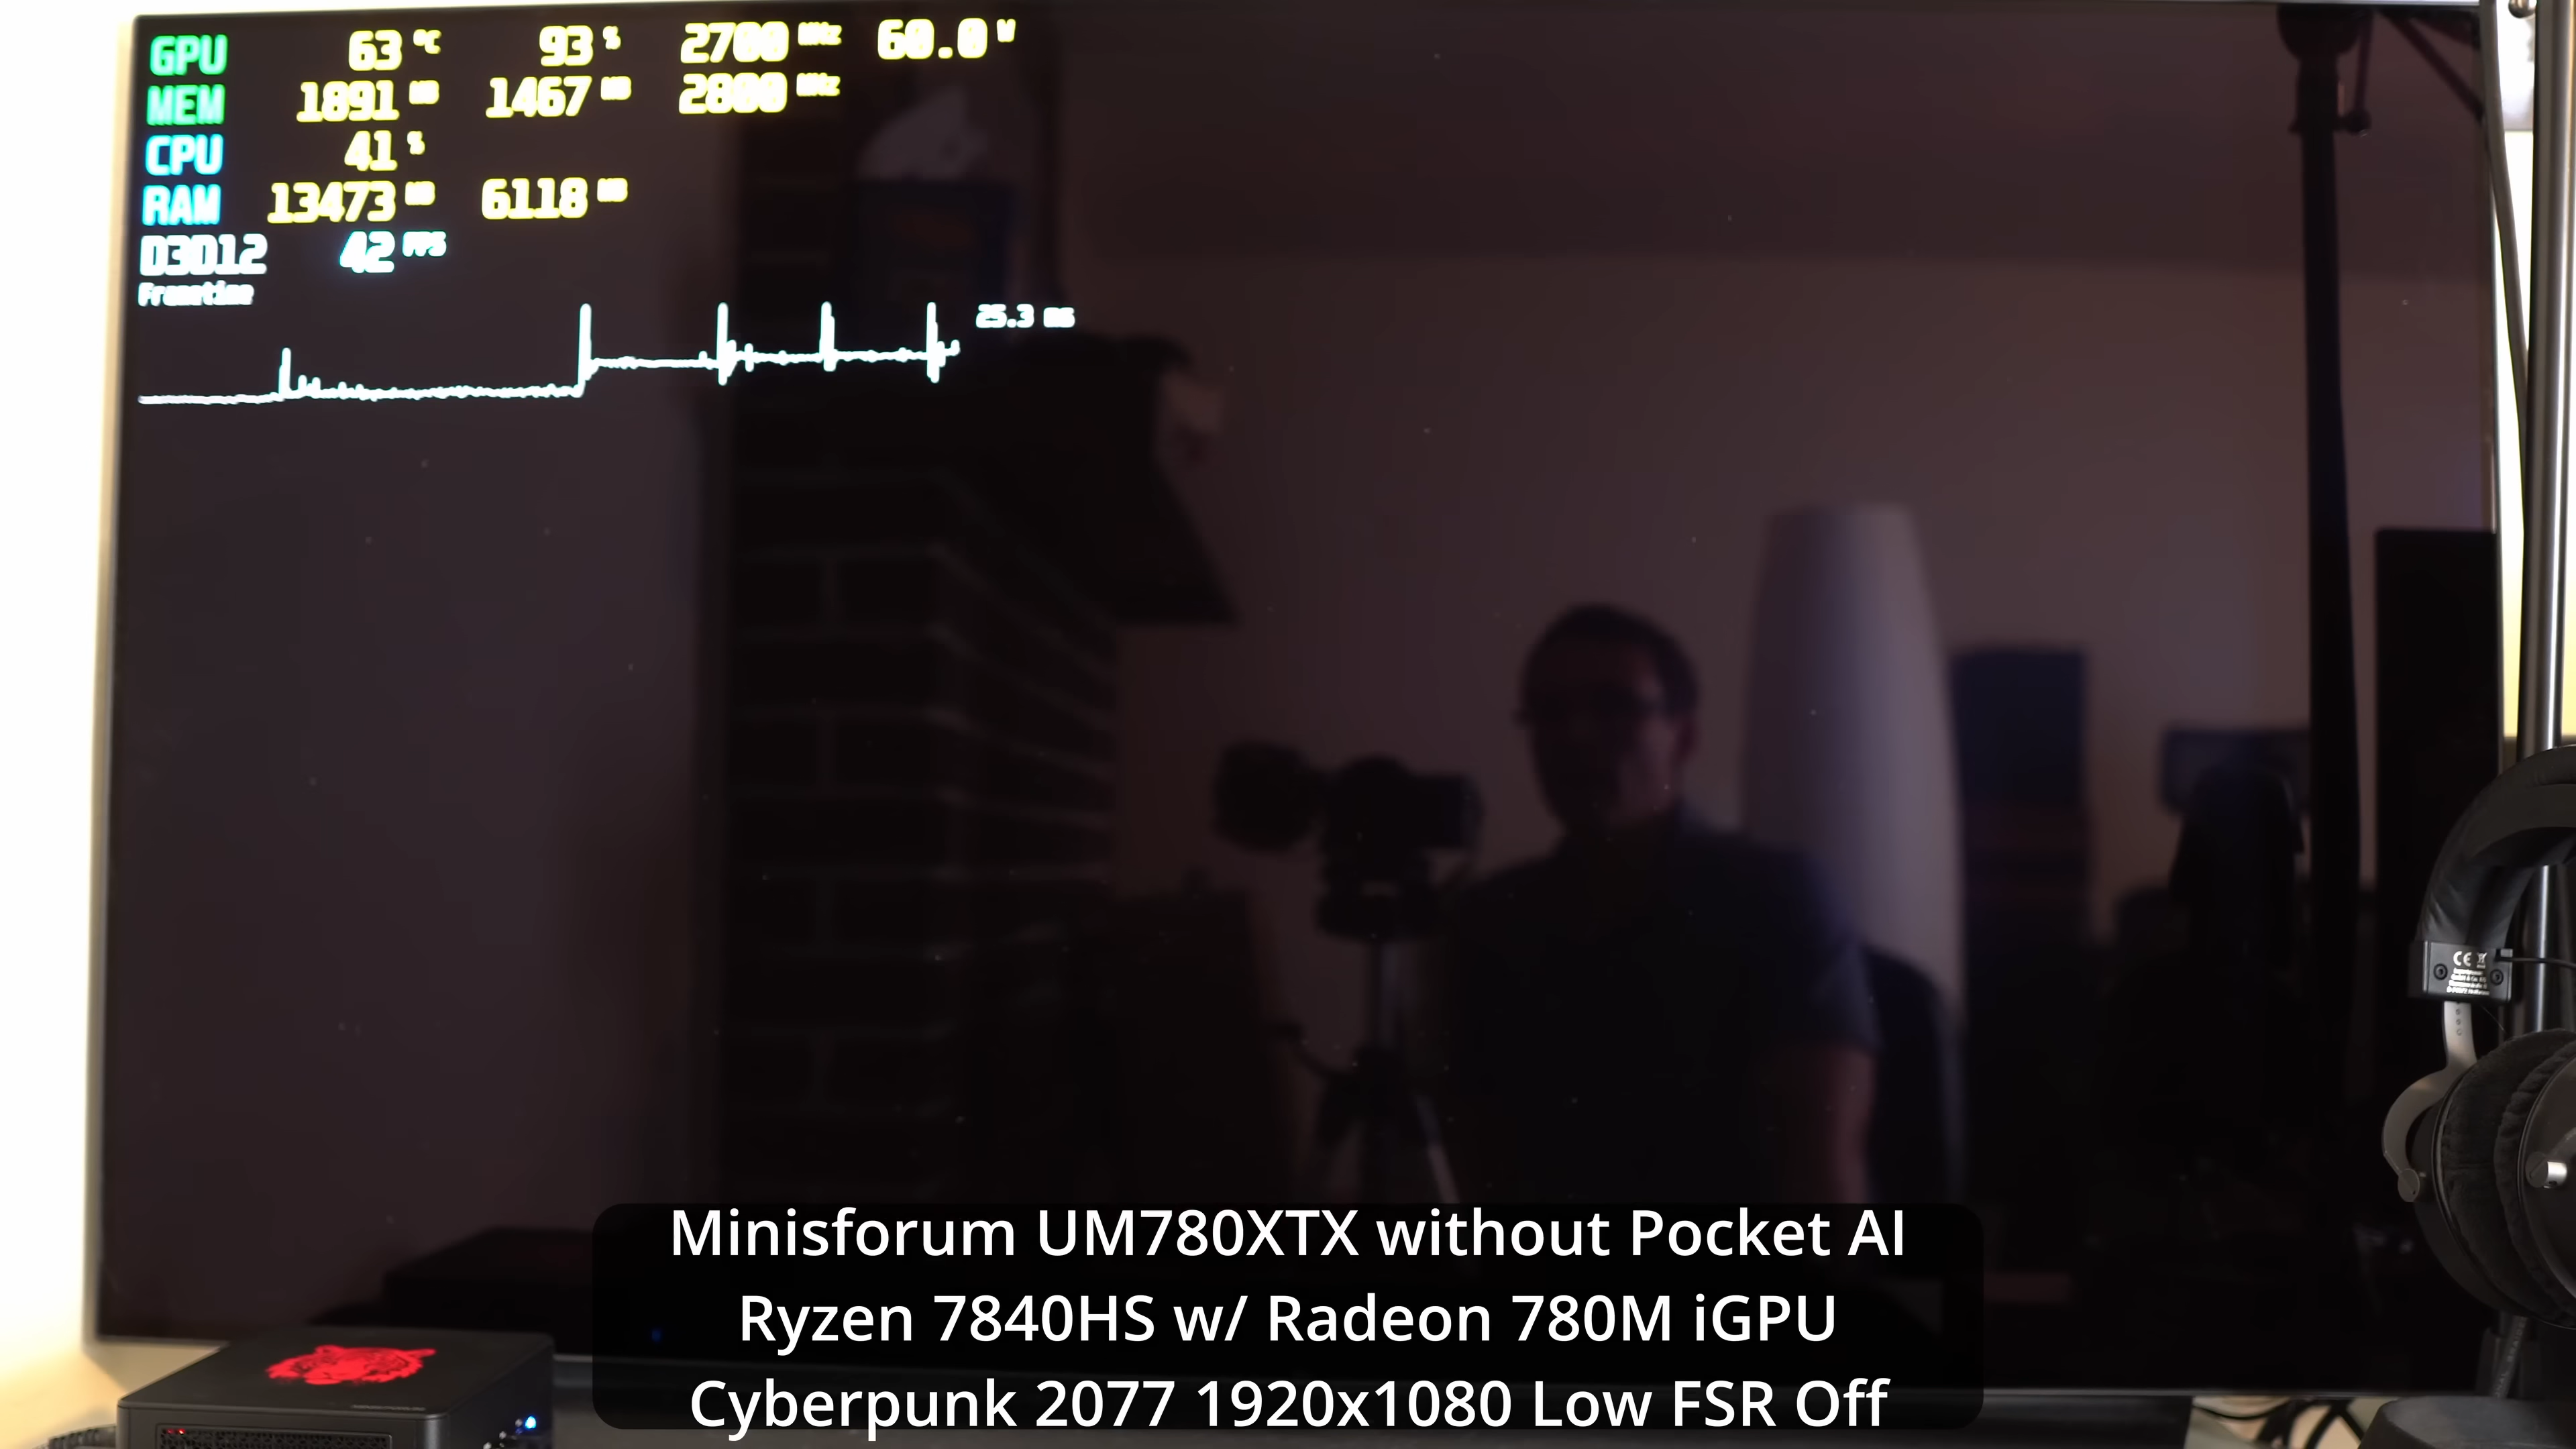 GPU 63 °C 93 % 2700 MHz 60.0 W
MEM 1891 MB 1467 MB 2800 MHz
CPU 41 %
RAM 13473 MB 6118 MB
D3D12 42 FPS
Frametime
25.3 ms
CE
Minisforum UM780XTX without Pocket AI
Ryzen 7840HS w/ Radeon 780M iGPU
Cyberpunk 2077 1920x1080 Low FSR Off